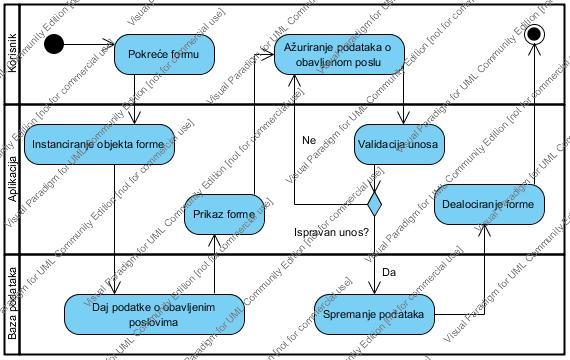 Korisnik
Pokreće formu
Ažuriranje podataka o
obavljenom poslu
Aplikacija
Instanciranje objekta forme
Ne
Validacija unosa
Prikaz forme
Dealociranje forme
Ispravan unos?
Baza podataka
Da
Daj podatke o obavljenim
poslovima
Spremanje podataka
Visual Paradigm for UML Community Edition [not for commercial use]